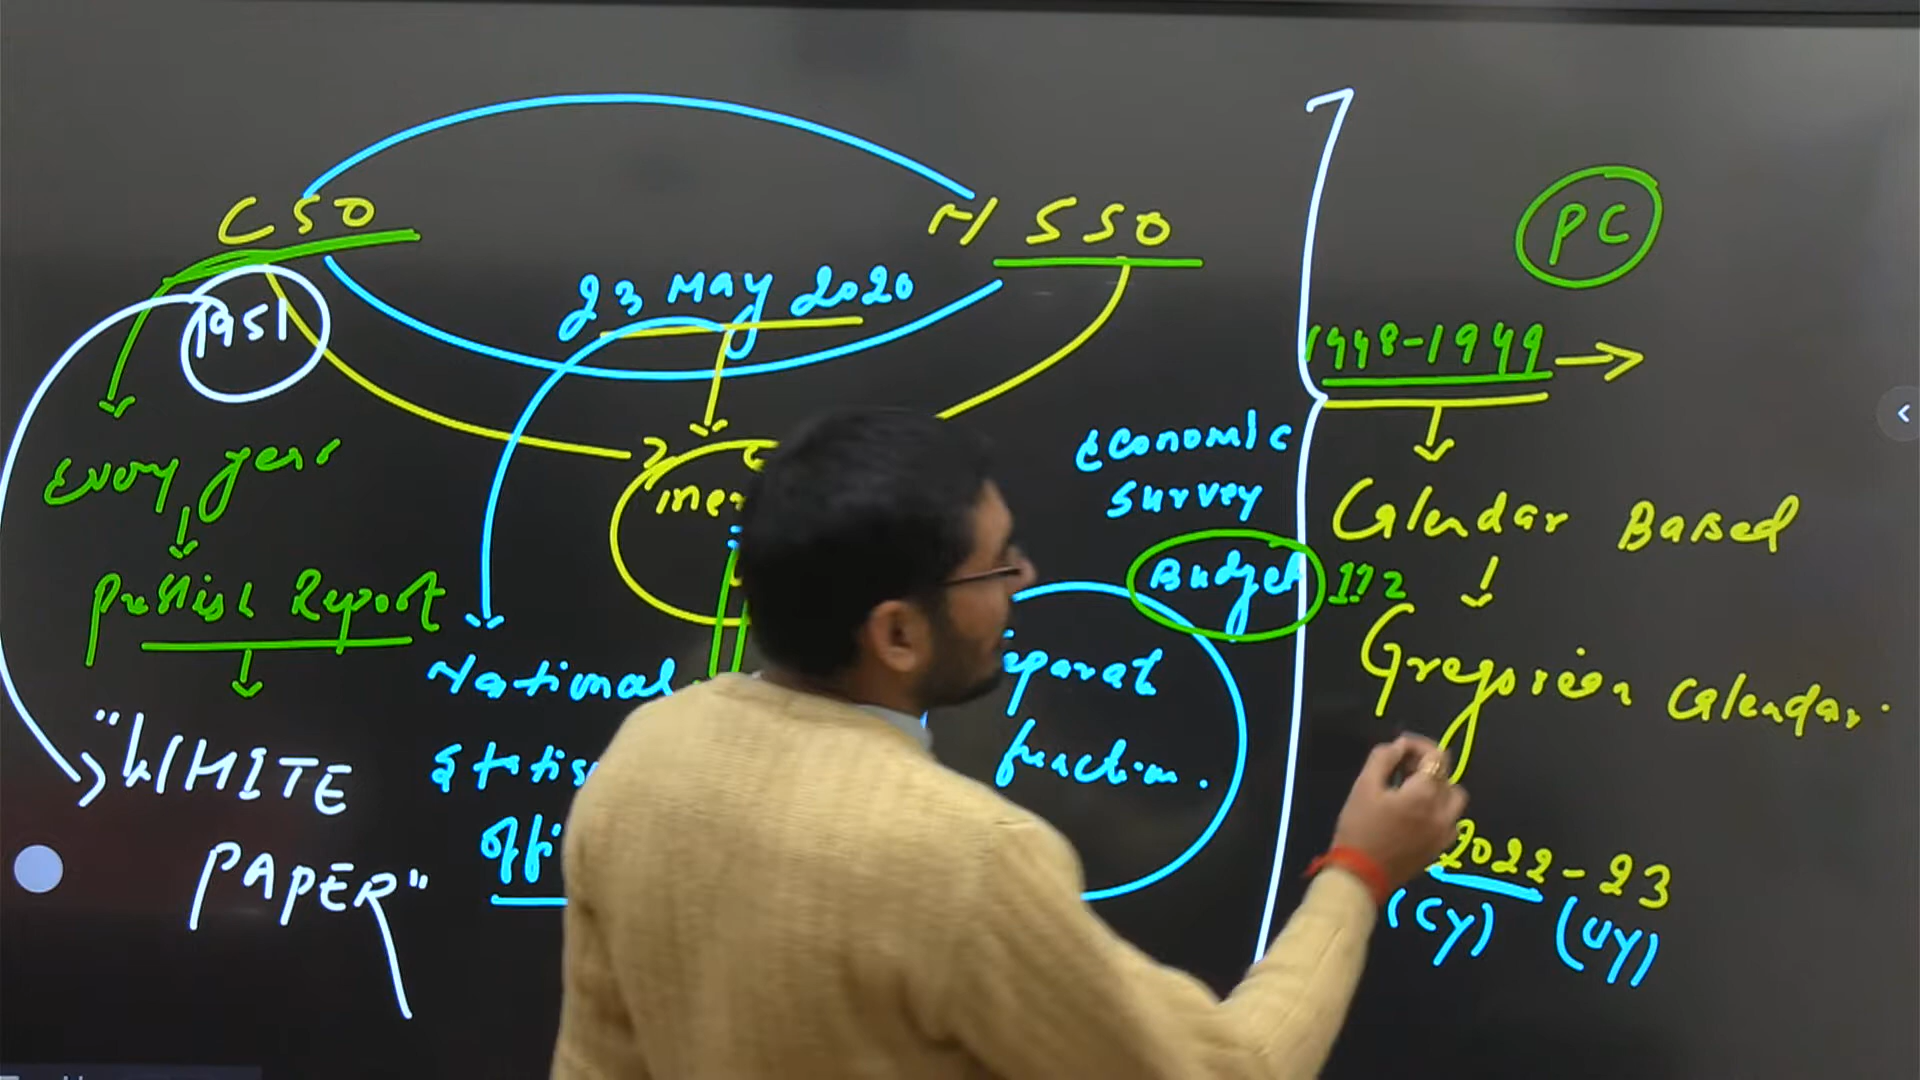 CSO
NSSO
1951
23 May 2020
Every year
Publish Report
"WHITE
PAPER"
National
Economic
Survey
Budget
function.
PC
1948-1949
Calendar Based
112
Gregorian Calendar.
2022-23
(CY) (UY)